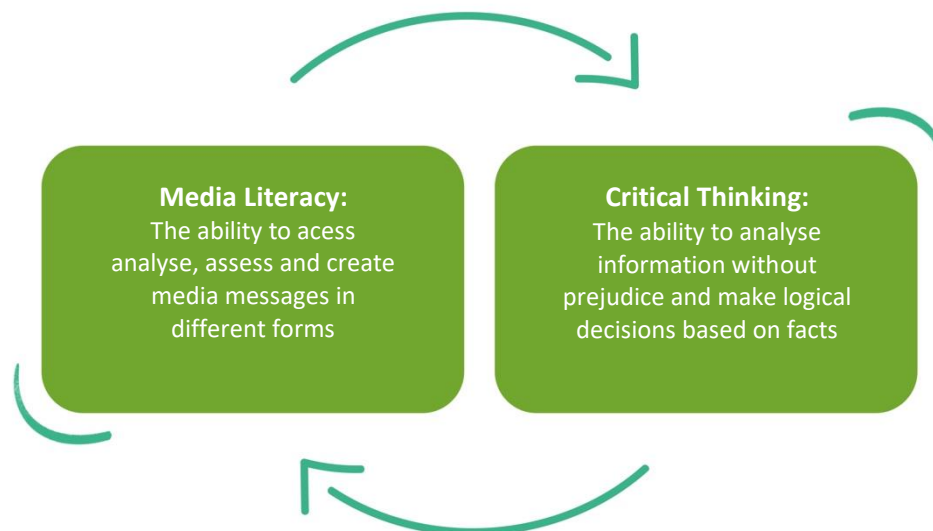 Media Literacy:
The ability to acess
analyse, assess and create
media messages in
different forms
Critical Thinking:
The ability to analyse
information without
prejudice and make logical
decisions based on facts